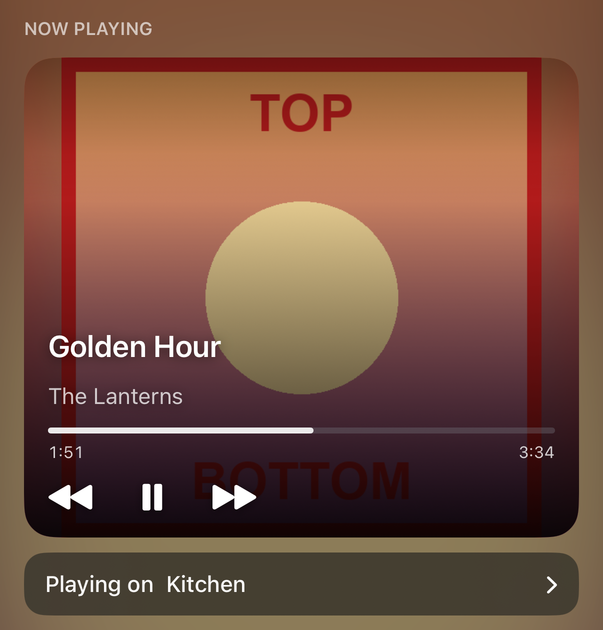 NOW PLAYING
TOP
Golden Hour
The Lanterns
1:51 3:34
BOTTOM
Playing on Kitchen